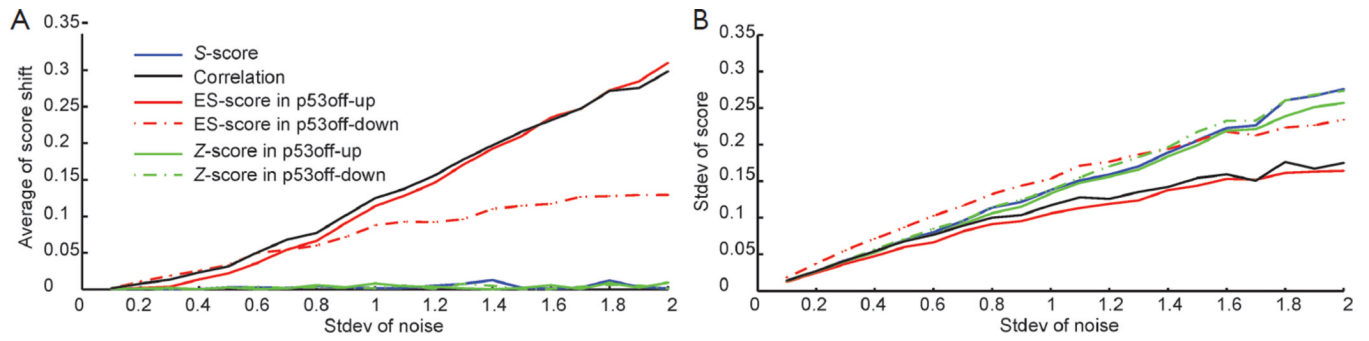 A
Average of score shift
0.35
0.3
0.25
0.2
0.15
0.1
0.05
0 0.2 0.4 0.6 0.8 1 1.2 1.4 1.6 1.8 2
Stdev of noise
S-score
Correlation
ES-score in p53off-up
ES-score in p53off-down
Z-score in p53off-up
Z-score in p53off-down
B
Stdev of score
0.35
0.3
0.25
0.2
0.15
0.1
0.05
0
0 0.2 0.4 0.6 0.8 1 1.2 1.4 1.6 1.8 2
Stdev of noise